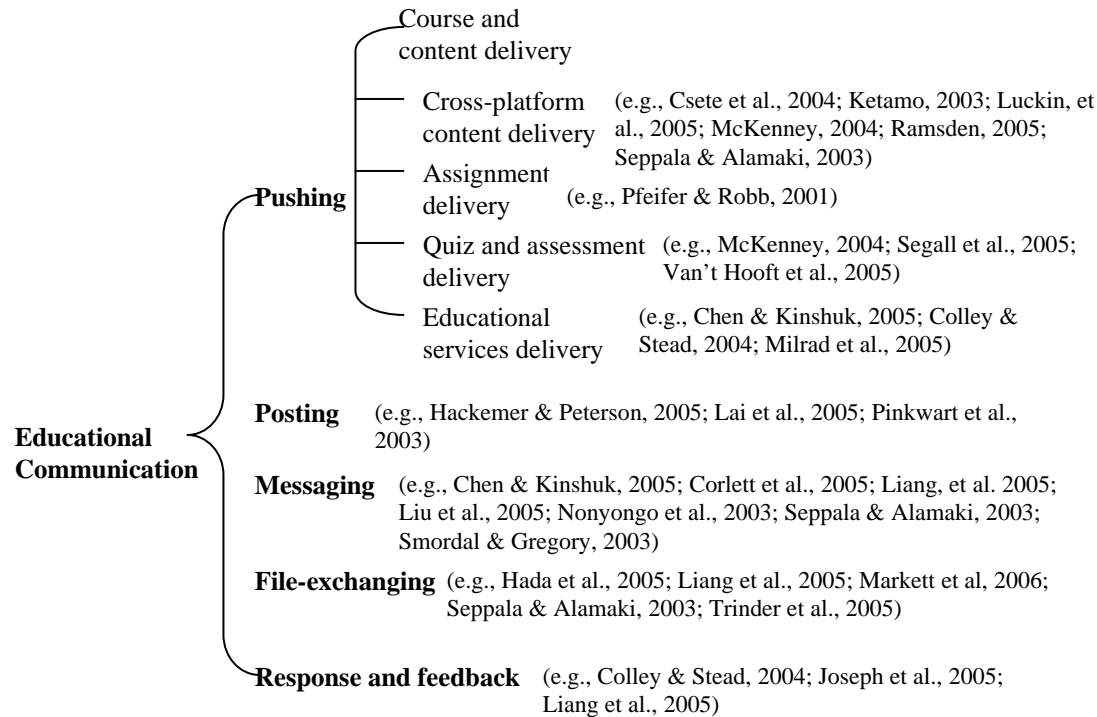 Course and
content delivery
Cross-platform
content delivery
(e.g., Csete et al., 2004; Ketamo, 2003; Luckin, et
al., 2005; McKenney, 2004; Ramsden, 2005;
Seppala & Alamaki, 2003)
Assignment
delivery
(e.g., Pfeifer & Robb, 2001)
Pushing
Quiz and assessment
delivery
(e.g., McKenney, 2004; Segall et al., 2005;
Van't Hooft et al., 2005)
Educational
services delivery
(e.g., Chen & Kinshuk, 2005; Colley &
Stead, 2004; Milrad et al., 2005)
Educational
Communication
Posting
(e.g., Hackemer & Peterson, 2005; Lai et al., 2005; Pinkwart et al.,
2003)
Messaging
(e.g., Chen & Kinshuk, 2005; Corlett et al., 2005; Liang, et al. 2005;
Liu et al., 2005; Nonyongo et al., 2003; Seppala & Alamaki, 2003;
Smordal & Gregory, 2003)
File-exchanging
(e.g., Hada et al., 2005; Liang et al., 2005; Markett et al, 2006;
Seppala & Alamaki, 2003; Trinder et al., 2005)
Response and feedback
(e.g., Colley & Stead, 2004; Joseph et al., 2005;
Liang et al., 2005)